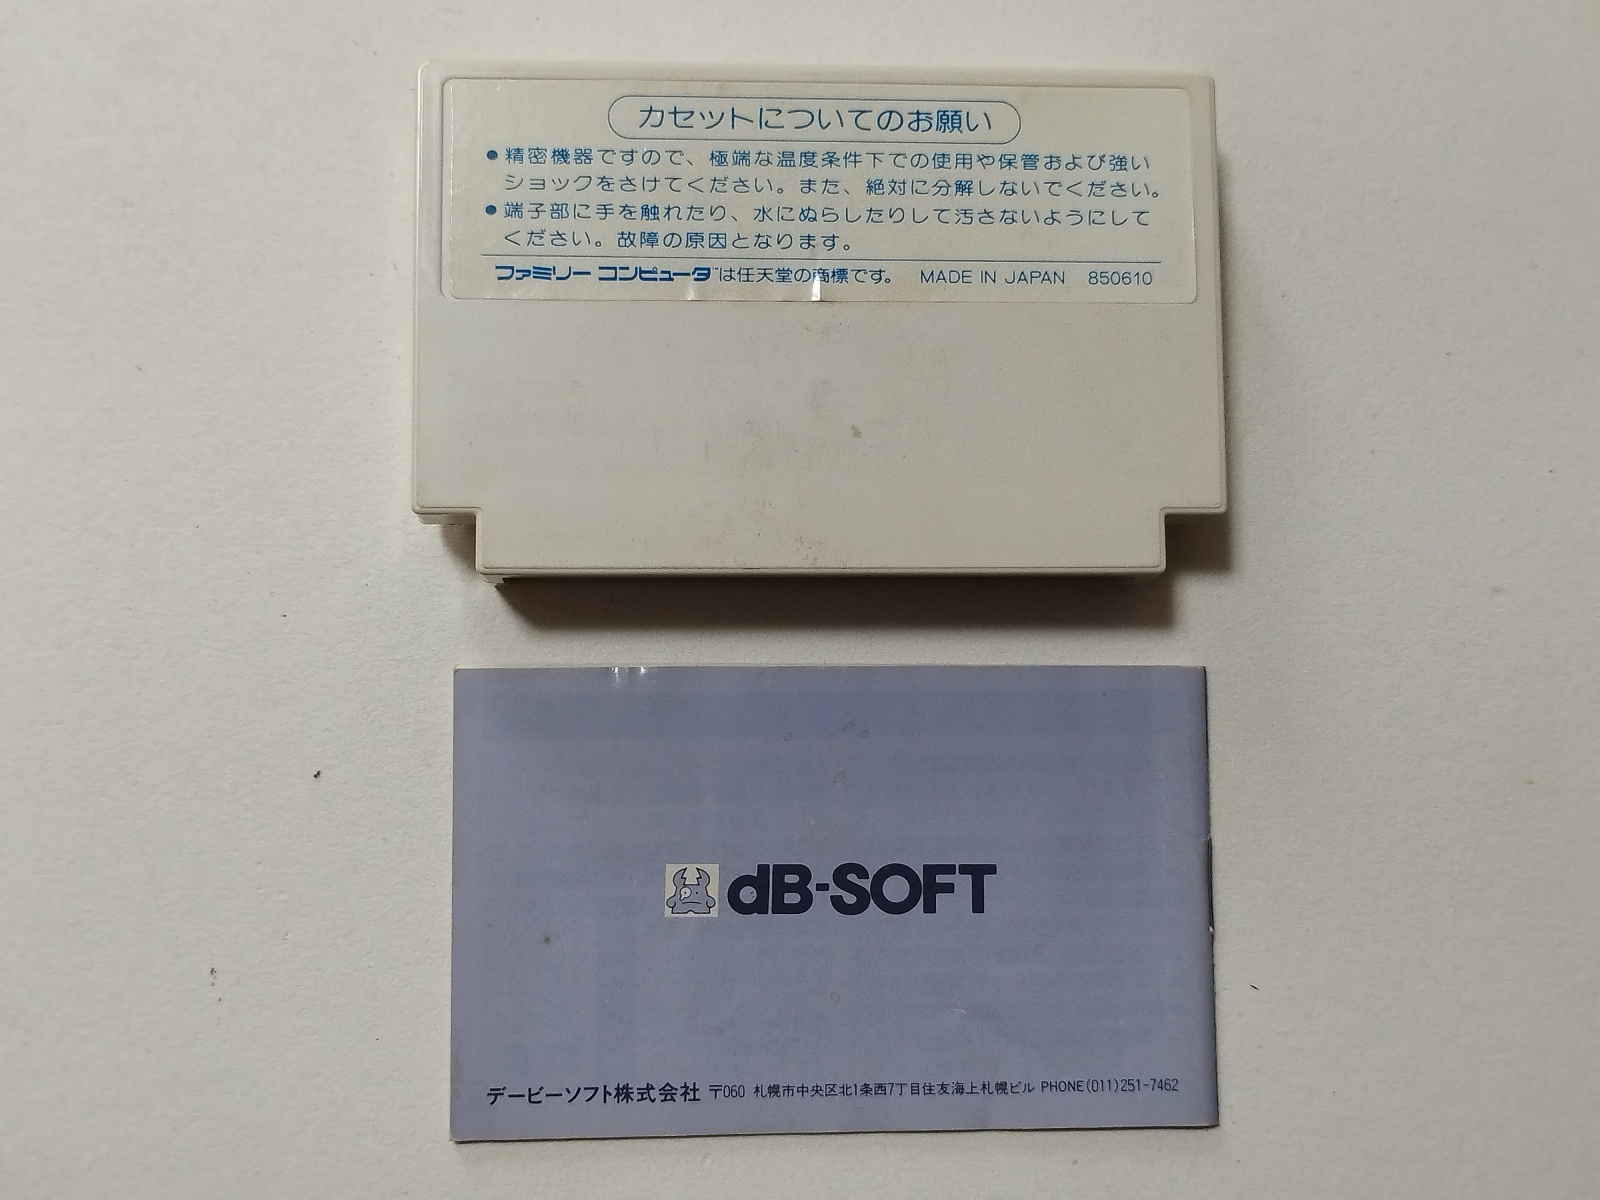 カセットについてのお願い
●精密機器ですので、極端な温度条件下での使用や保管および強い
ショックをさけてください。また、絶対に分解しないでください。
●端子部に手を触れたり、水にぬらしたりして汚さないようにして
ください。故障の原因となります。
ファミリー コンピュータ™は任天堂の商標です。 MADE IN JAPAN 850610
dB-SOFT
デービーソフト株式会社 〒060 札幌市中央区北1条西7丁目住友海上札幌ビル PHONE(011)251-7462